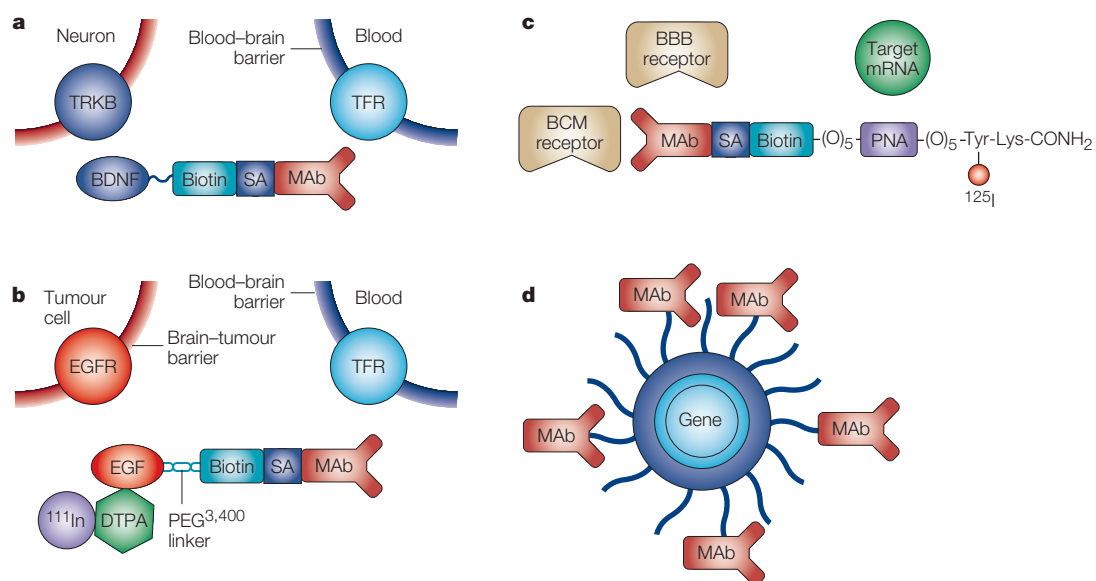 a
Neuron
Blood–brain
barrier
Blood
TRKB
TFR
BDNF
Biotin
SA
MAb
b
Tumour
cell
Blood–brain
barrier
Blood
Brain–tumour
barrier
EGFR
TFR
EGF
Biotin
SA
MAb
111In
DTPA
PEG3,400
linker
c
BBB
receptor
Target
mRNA
BCM
receptor
MAb
SA
Biotin
(O)5
PNA
(O)5
Tyr-Lys-CONH2
125I
d
MAb
MAb
Gene
MAb
MAb
MAb